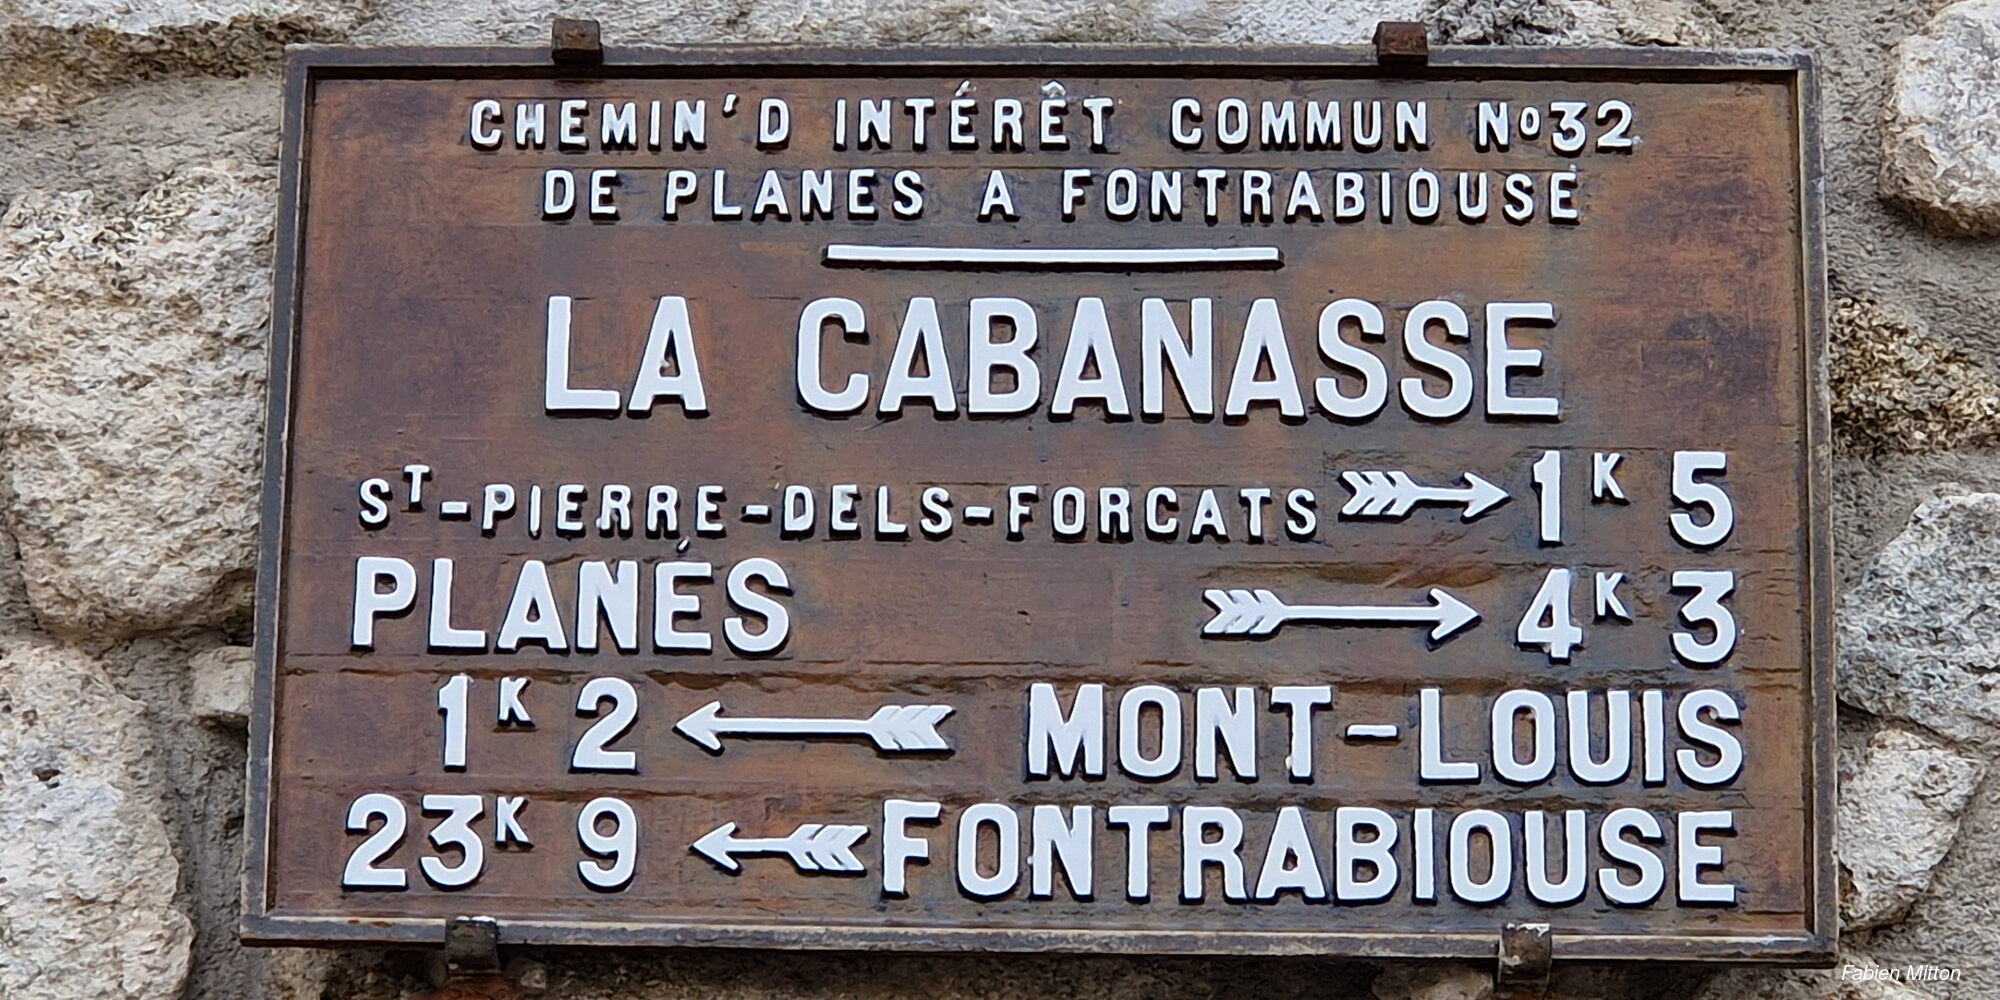 CHEMIN'D INTÉRÊT COMMUN No32
DE PLANES A FONTRABIOUSE
LA CABANASSE
ST-PIERRE-DELS-FORCATS → 1K 5
PLANÉS → 4K 3
1K 2 ← MONT-LOUIS
23K 9 ← FONTRABIOUSE
Fabien Mitton